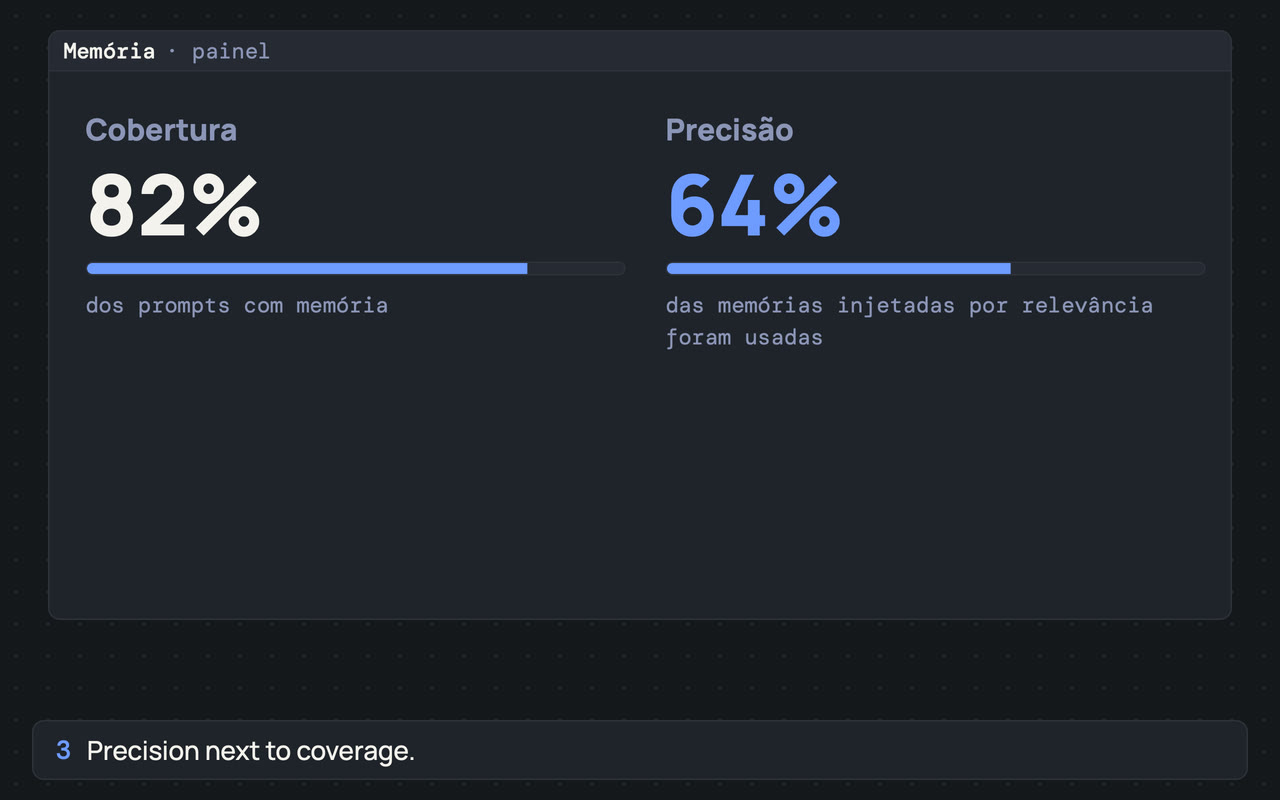 Memória · painel
Cobertura
82%
dos prompts com memória
Precisão
64%
das memórias injetadas por relevância
foram usadas
3 Precision next to coverage.